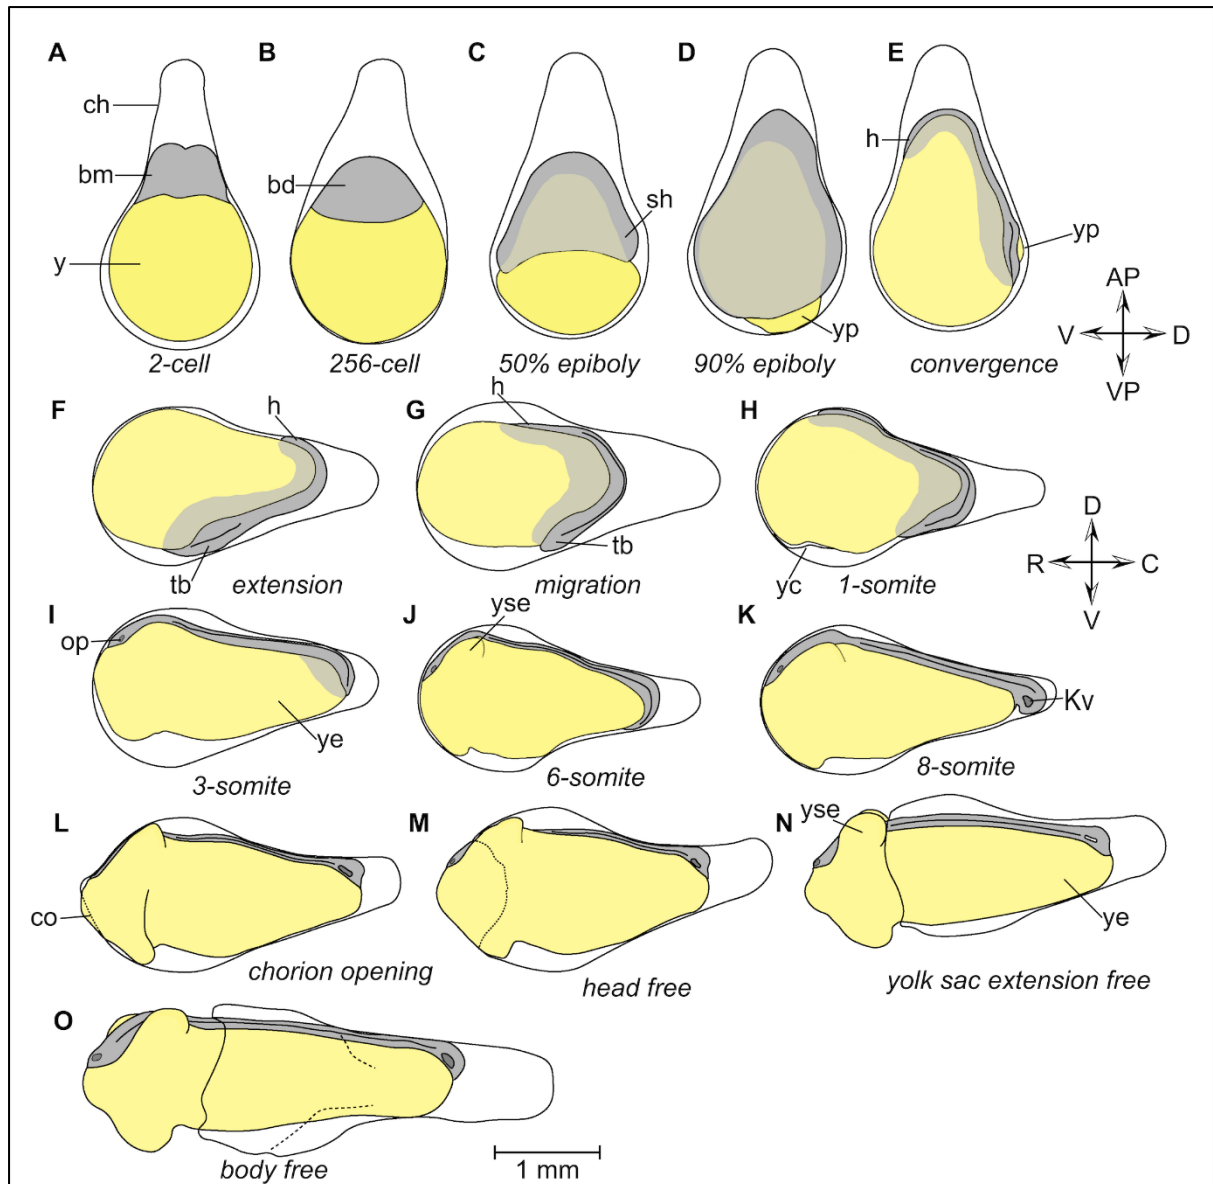 A
B
C
D
E
ch
bm
bd
h
sh
y
yp
yp
AP
V
D
VP
2-cell
256-cell
50% epiboly
90% epiboly
convergence
F
G
H
h
h
tb
tb
yc
extension
migration
1-somite
D
R
C
V
I
J
K
op
yse
ye
Kv
3-somite
6-somite
8-somite
L
M
N
yse
co
ye
chorion opening
head free
yolk sac extension free
O
body free
1 mm